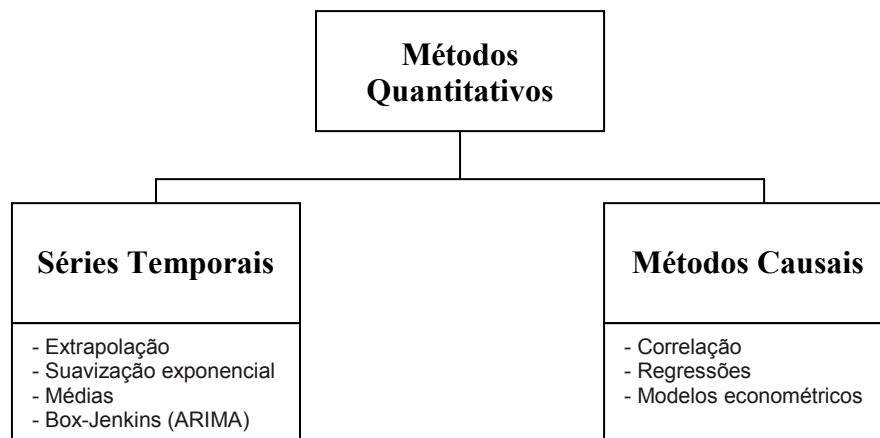 Métodos
Quantitativos
Séries Temporais
- Extrapolação
- Suavização exponencial
- Médias
- Box-Jenkins (ARIMA)
Métodos Causais
- Correlação
- Regressões
- Modelos econométricos